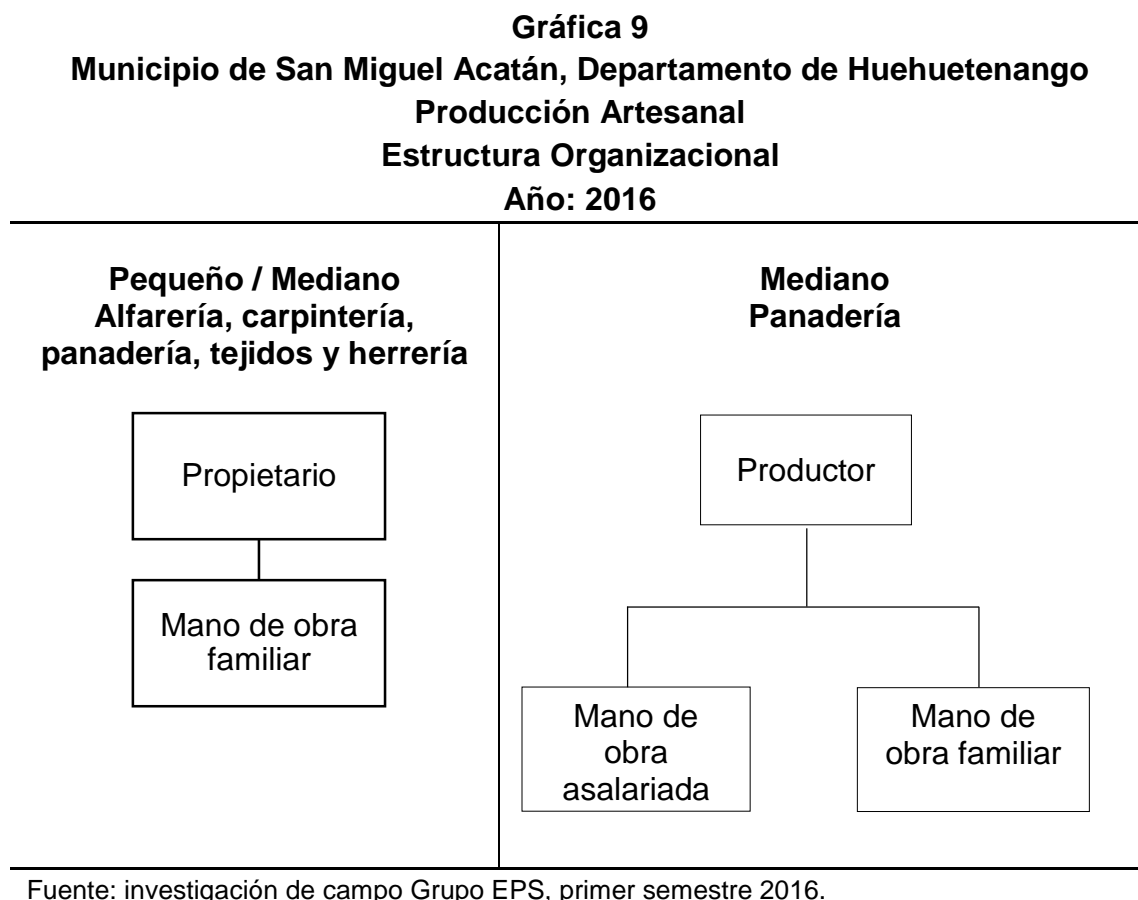 Gráfica 9
Municipio de San Miguel Acatán, Departamento de Huehuetenango
Producción Artesanal
Estructura Organizacional
Año: 2016
Pequeño / Mediano
Alfarería, carpintería,
panadería, tejidos y herrería
Propietario
Mano de obra
familiar
Mediano
Panadería
Productor
Mano de
obra
asalariada
Mano de
obra familiar
Fuente: investigación de campo Grupo EPS, primer semestre 2016.